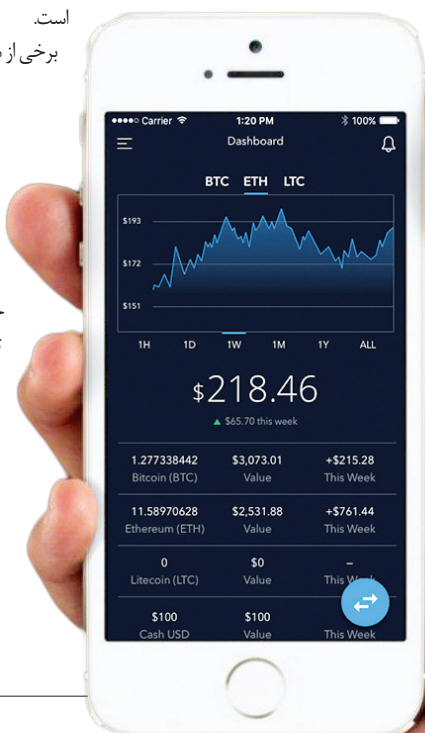 است.
برخی از
Carrier 1:20 PM 100%
Dashboard
BTC ETH LTC
$193
$172
$151
1H 1D 1W 1M 1Y ALL
$218.46
▲ $65.70 this week
1.277338442 $3,073.01 +$215.28
Bitcoin (BTC) Value This Week
11.58970628 $2,531.88 +$761.44
Ethereum (ETH) Value This Week
0 $0 –
Litecoin (LTC) Value This
$100 $100
Cash USD Value This Week